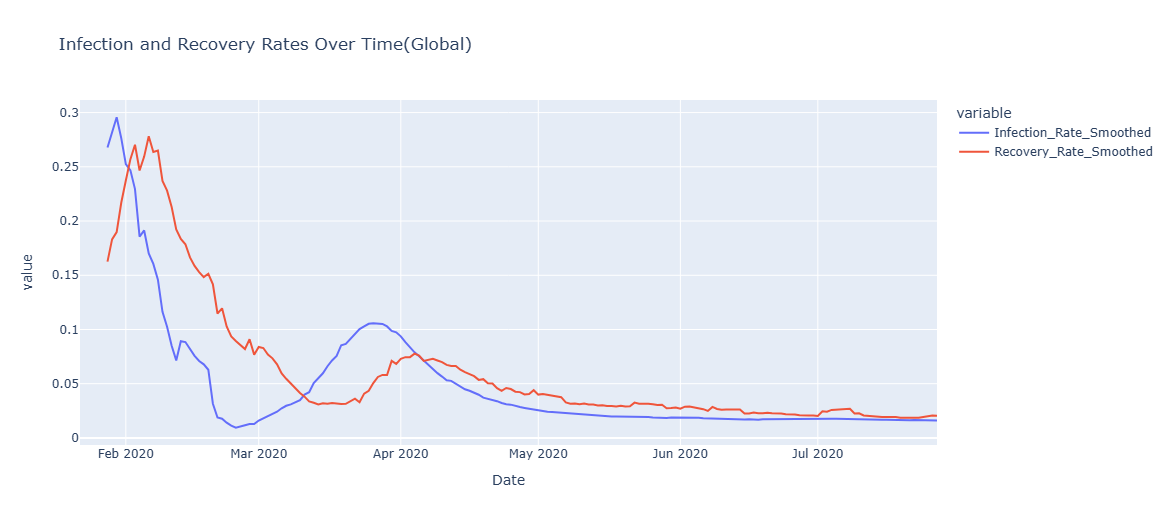 Infection and Recovery Rates Over Time(Global)
0.3
0.25
0.2
0.15
0.1
0.05
0
value
Feb 2020
Mar 2020
Apr 2020
May 2020
Jun 2020
Jul 2020
Date
variable
Infection_Rate_Smoothed
Recovery_Rate_Smoothed